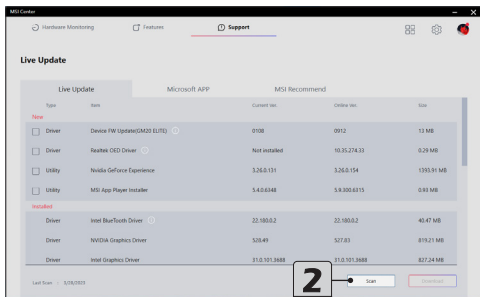 MSI Center
Hardware Monitoring Features Support
Live Update
Live Update Microsoft APP MSI Recommend
Type Item Current Ver. Online Ver. Size
New
Driver Device FW Update(GM20 ELITE) 0108 0912 13 MB
Driver Realtek OED Driver Not installed 10.35.274.33 0.29 MB
Utility Nvidia GeForce Experience 3.26.0.131 3.26.0.154 1393.91 MB
Utility MSI App Player Installer 5.4.0.6348 5.9.300.6315 0.93 MB
Installed
Driver Intel BlueTooth Driver 22.180.0.2 22.180.0.2 40.47 MB
Driver NVIDIA Graphics Driver 528.49 527.83 819.21 MB
Driver Intel Graphics Driver 31.0.101.3688 31.0.101.3688 827.24 MB
2
Last Scan : 3/28/2023 Scan Download